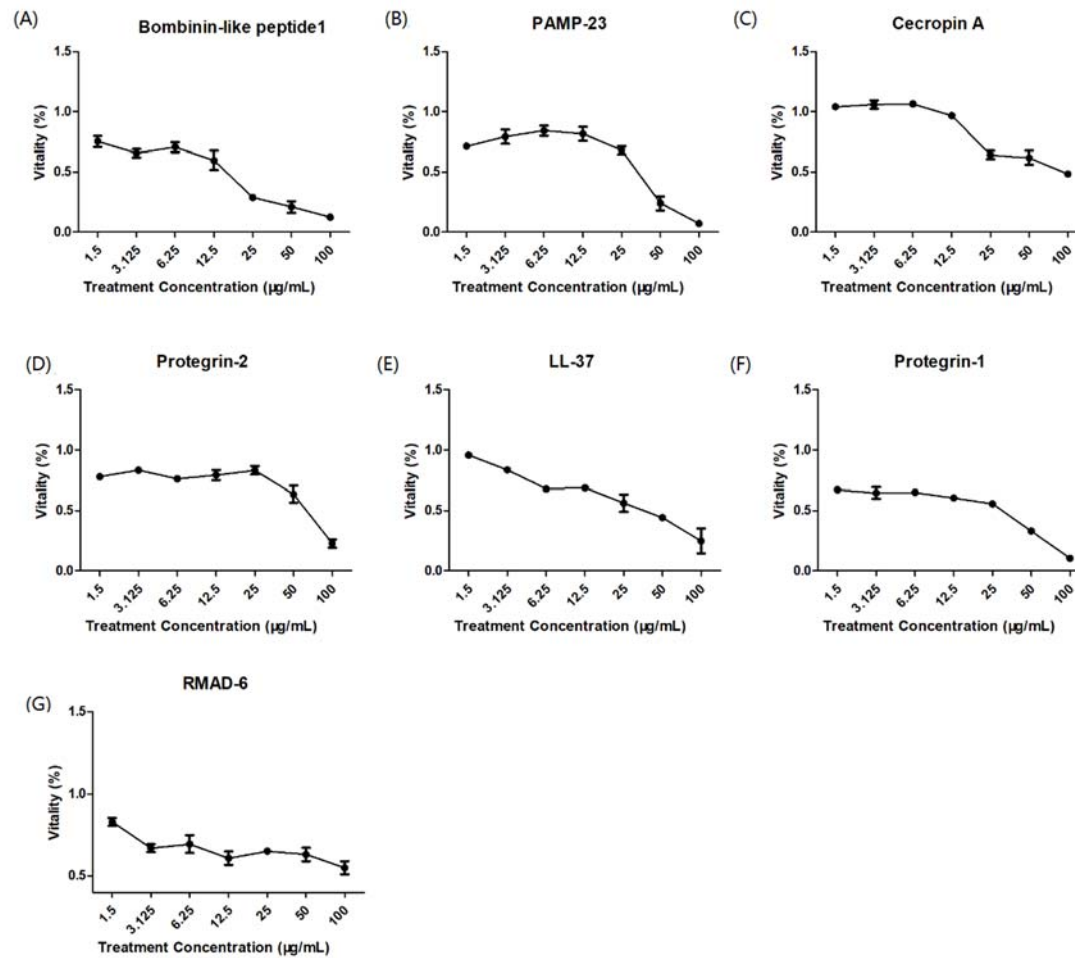 (A)
Bombinin-like peptide1
1.5
1.0
0.5
0.0
Vitality (%)
1.5
3.125
6.25
12.5
25
50
100
Treatment Concentration (µg/mL)
(B)
PAMP-23
1.5
1.0
0.5
0.0
Vitality (%)
1.5
3.125
6.25
12.5
25
50
100
Treatment Concentration (µg/mL)
(C)
Cecropin A
1.5
1.0
0.5
0.0
Vitality (%)
1.5
3.125
6.25
12.5
25
50
100
Treatment Concentration (µg/mL)
(D)
Protegrin-2
1.5
1.0
0.5
0.0
Vitality (%)
1.5
3.125
6.25
12.5
25
50
100
Treatment Concentration (µg/mL)
(E)
LL-37
1.5
1.0
0.5
0.0
Vitality (%)
1.5
3.125
6.25
12.5
25
50
100
Treatment Concentration (µg/mL)
(F)
Protegrin-1
1.5
1.0
0.5
0.0
Vitality (%)
1.5
3.125
6.25
12.5
25
50
100
Treatment Concentration (µg/mL)
(G)
RMAD-6
1.5
1.0
0.5
Vitality (%)
1.5
3.125
6.25
12.5
25
50
100
Treatment Concentration (µg/mL)